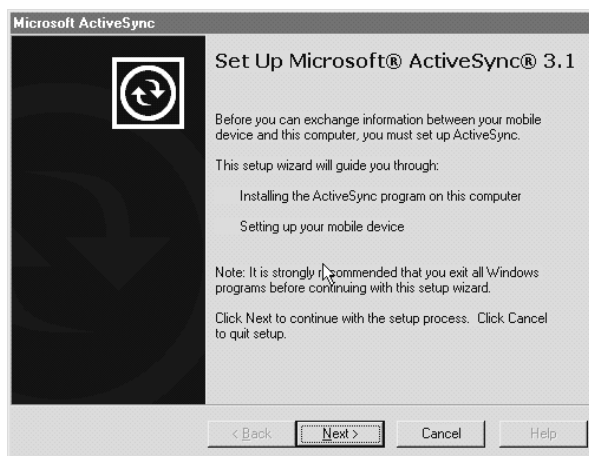 Microsoft ActiveSync
Set Up Microsoft® ActiveSync® 3.1
Before you can exchange information between your mobile
device and this computer, you must set up ActiveSync.
This setup wizard will guide you through:
Installing the ActiveSync program on this computer
Setting up your mobile device
Note: It is strongly recommended that you exit all Windows
programs before continuing with this setup wizard.
Click Next to continue with the setup process. Click Cancel
to quit setup.
< Back Next > Cancel Help